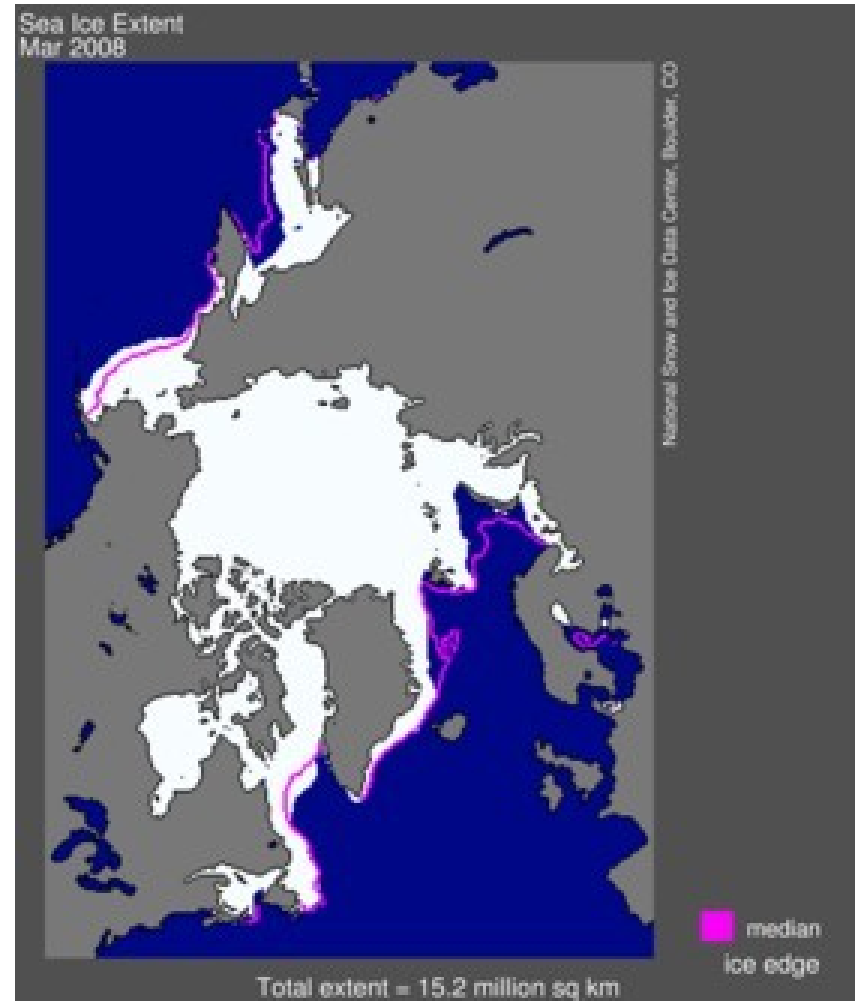 Sea Ice Extent
Mar 2008
National Snow and Ice Data Center, Boulder, CO
median
ice edge
Total extent = 15.2 million sq km